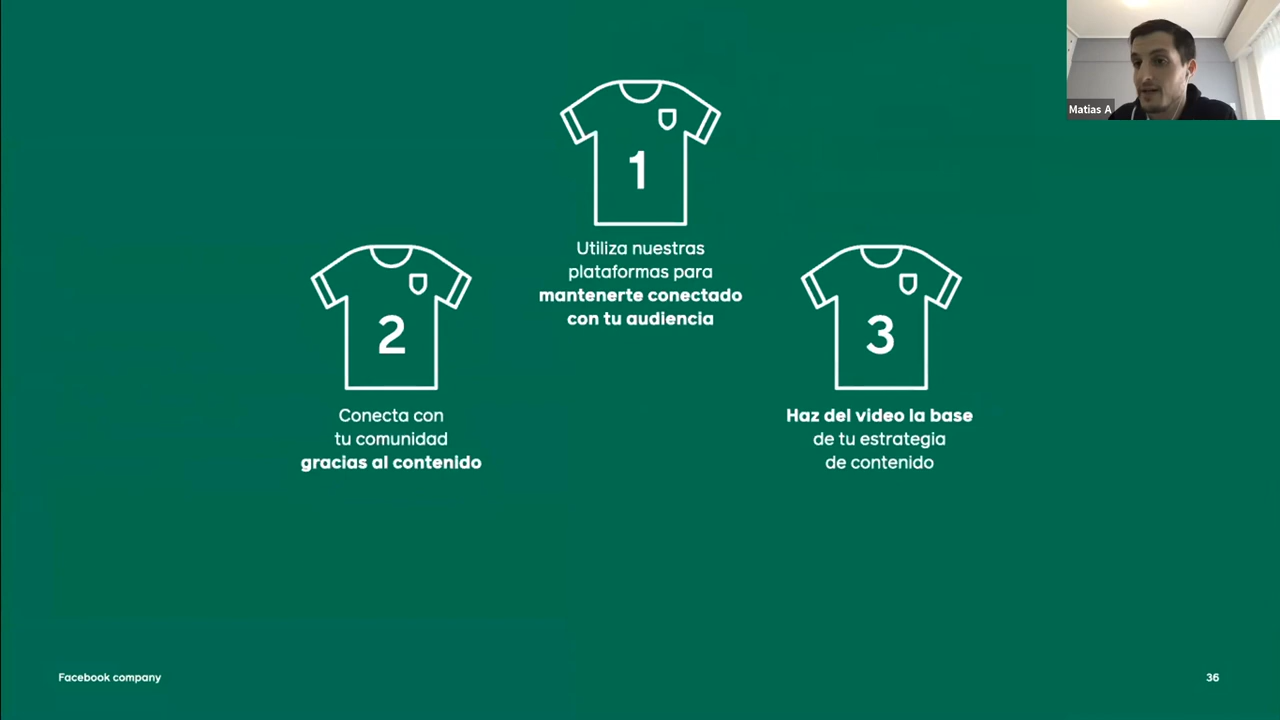 Matias A
1
Utiliza nuestras
plataformas para
mantenerte conectado
con tu audiencia
2
Conecta con
tu comunidad
gracias al contenido
3
Haz del video la base
de tu estrategia
de contenido
Facebook company
36